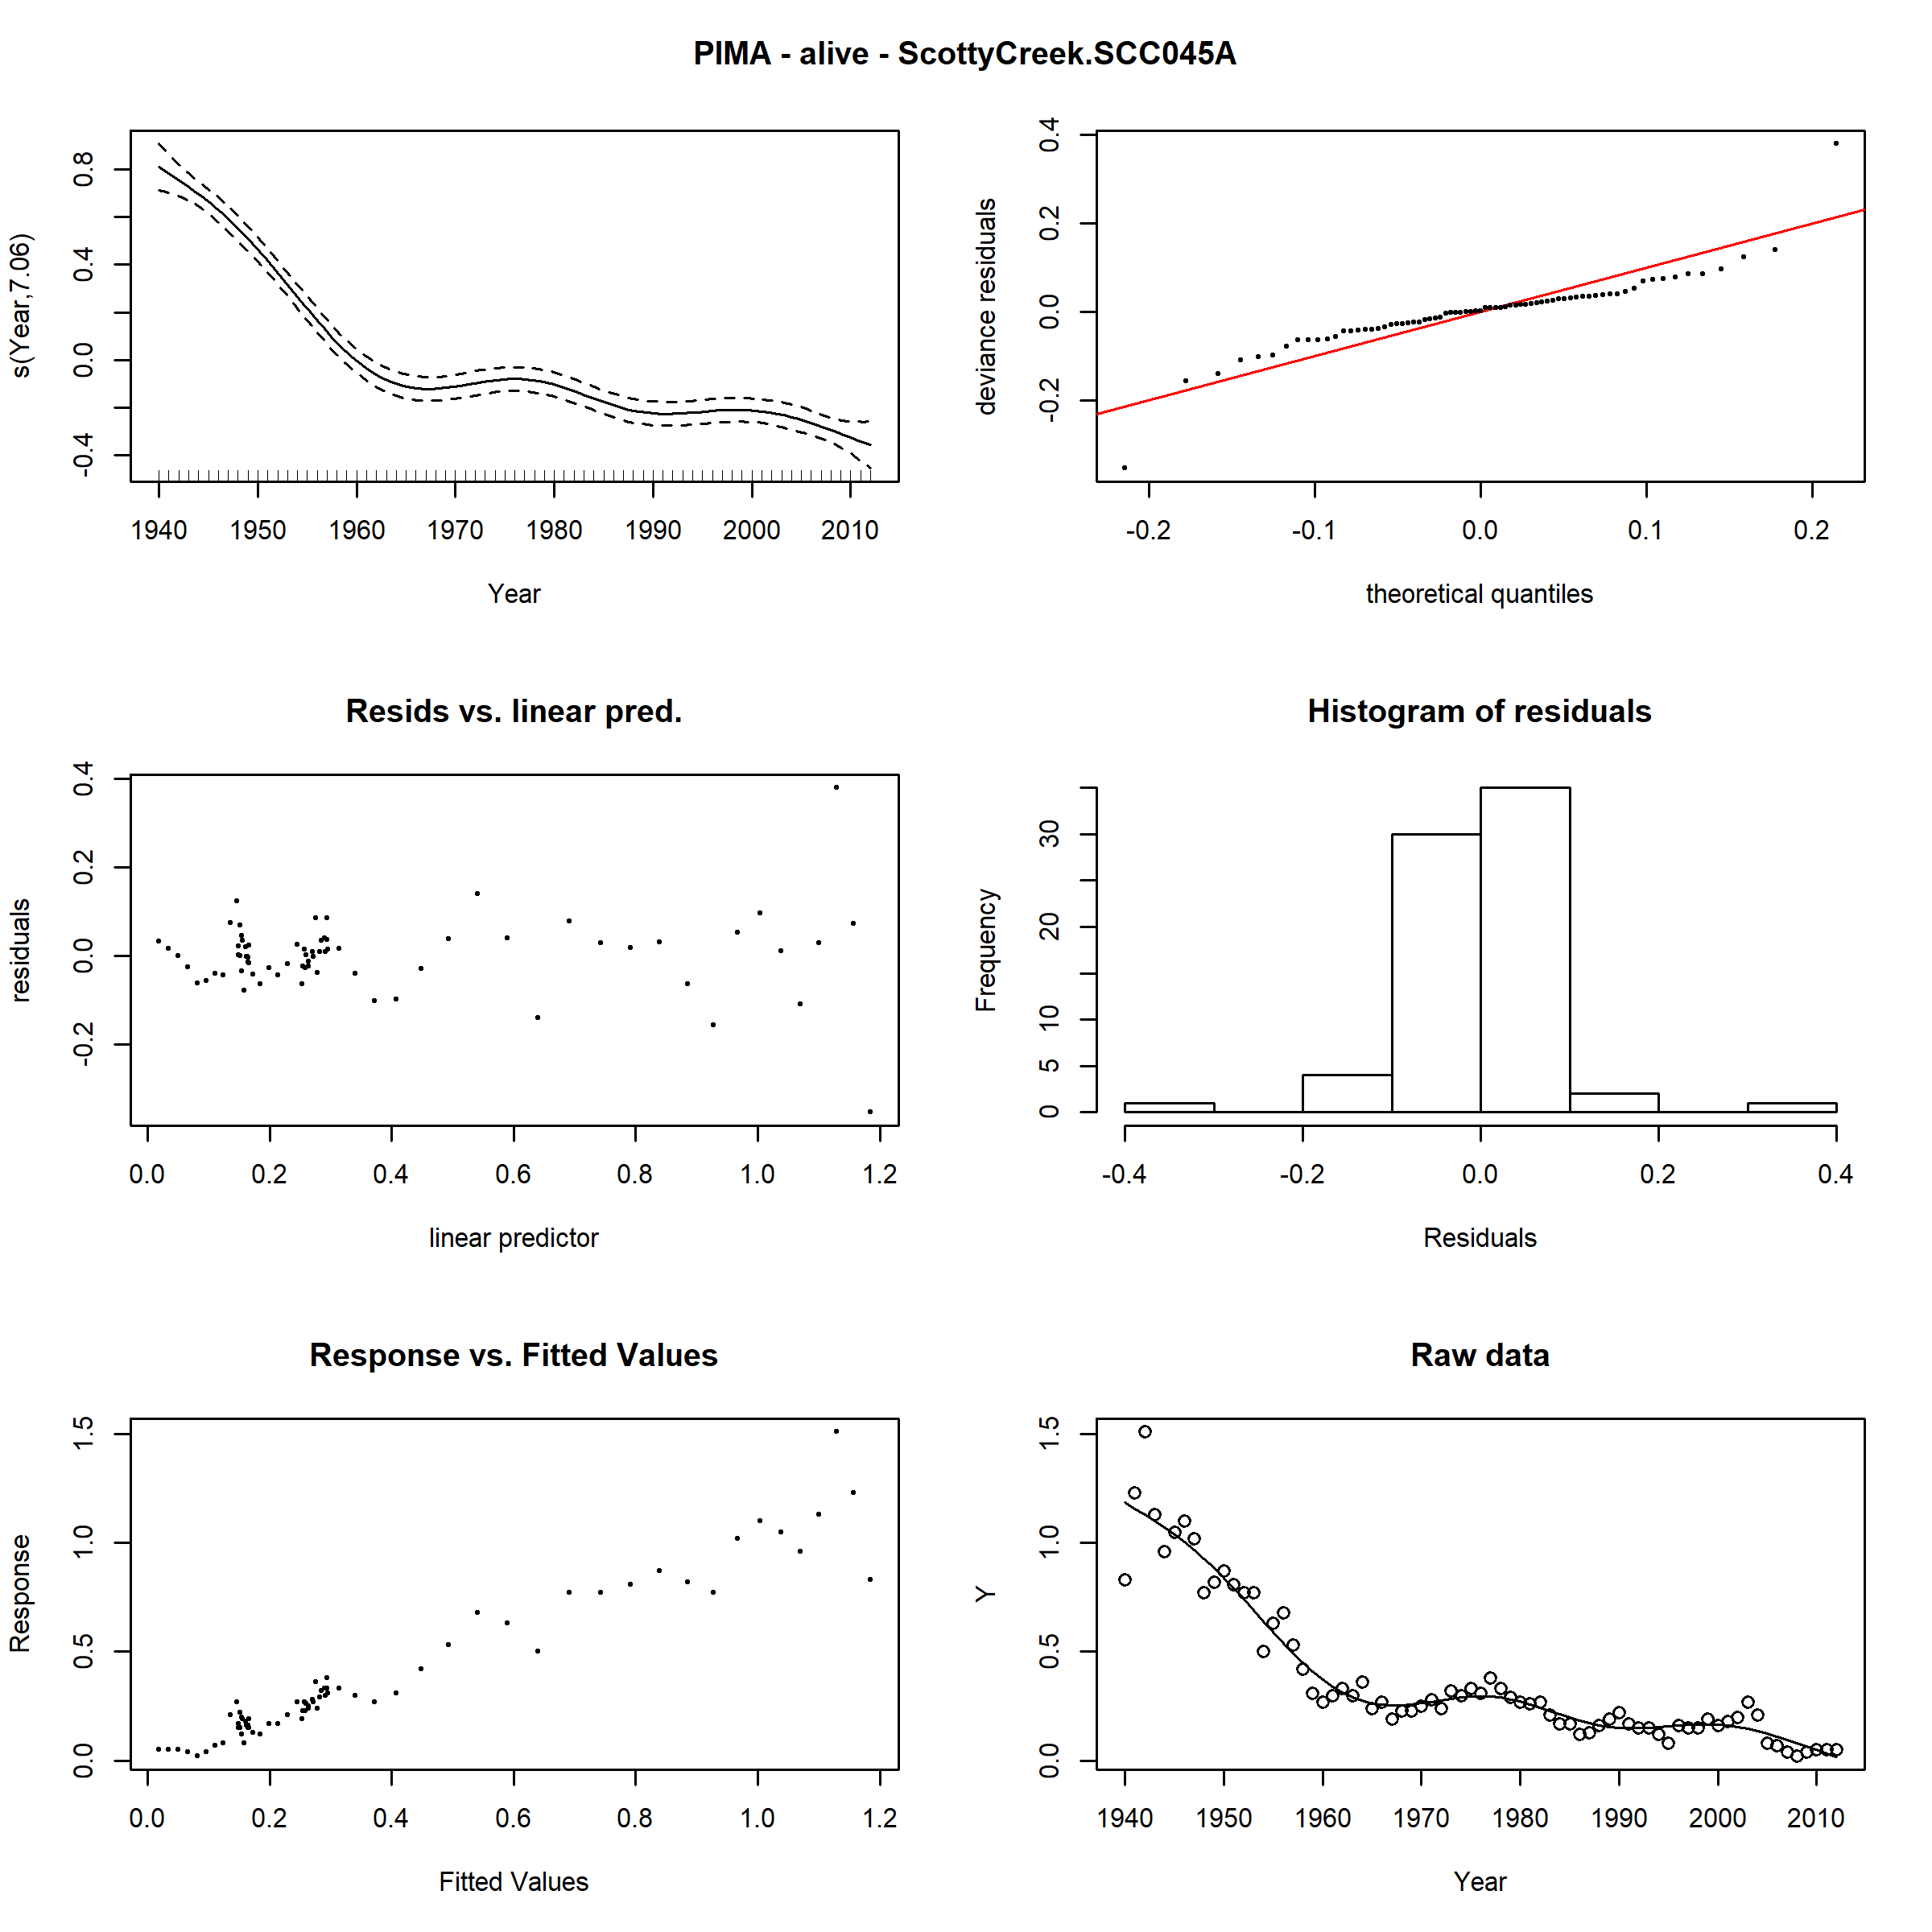 PIMA - alive - ScottyCreek.SCC045A
s(Year,7.06)
-0.4 0.0 0.4 0.8
1940 1950 1960 1970 1980 1990 2000 2010
Year
deviance residuals
-0.2 0.0 0.2 0.4
-0.2 -0.1 0.0 0.1 0.2
theoretical quantiles
Resids vs. linear pred.
residuals
-0.2 0.0 0.2 0.4
0.0 0.2 0.4 0.6 0.8 1.0 1.2
linear predictor
Histogram of residuals
Frequency
0 5 10 20 30
-0.4 -0.2 0.0 0.2 0.4
Residuals
Response vs. Fitted Values
Response
0.0 0.5 1.0 1.5
0.0 0.2 0.4 0.6 0.8 1.0 1.2
Fitted Values
Raw data
Y
0.0 0.5 1.0 1.5
1940 1950 1960 1970 1980 1990 2000 2010
Year